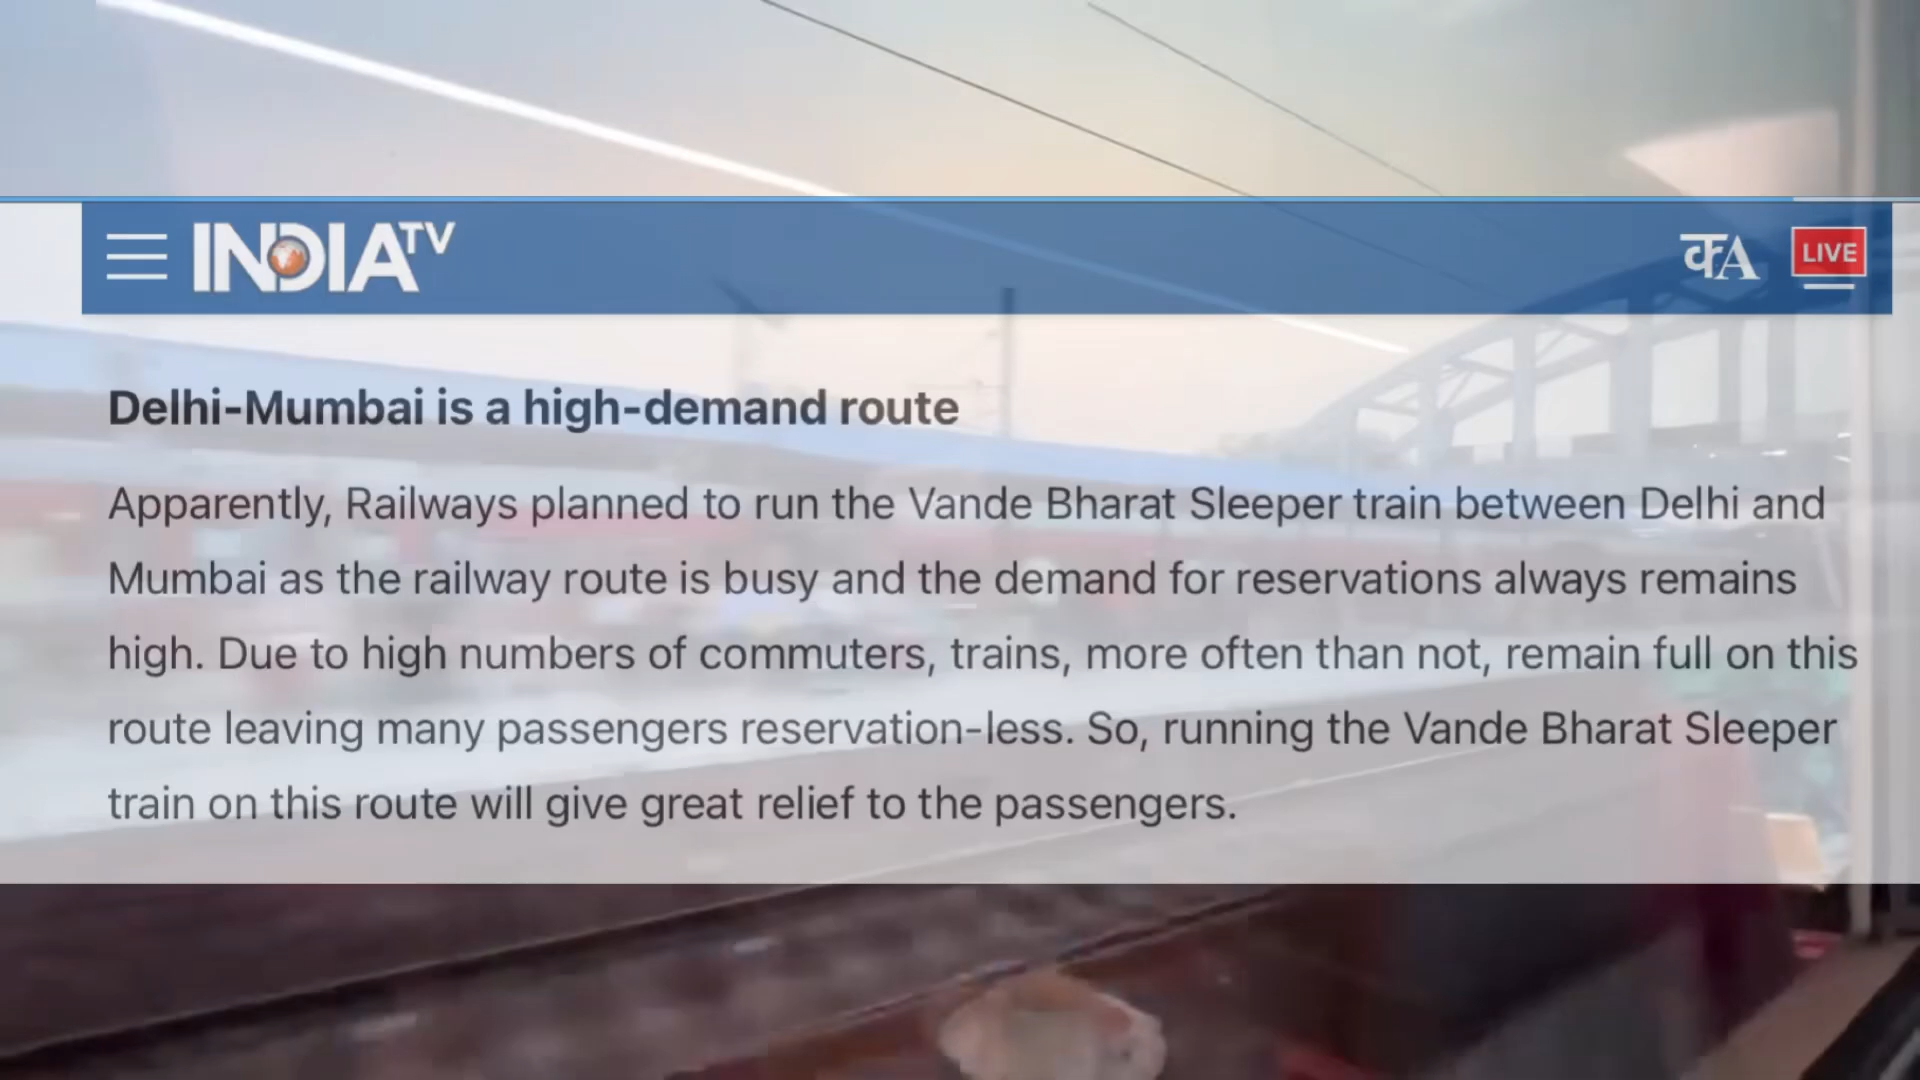 INDIA TV
क A
LIVE
Delhi-Mumbai is a high-demand route
Apparently, Railways planned to run the Vande Bharat Sleeper train between Delhi and
Mumbai as the railway route is busy and the demand for reservations always remains
high. Due to high numbers of commuters, trains, more often than not, remain full on this
route leaving many passengers reservation-less. So, running the Vande Bharat Sleeper
train on this route will give great relief to the passengers.